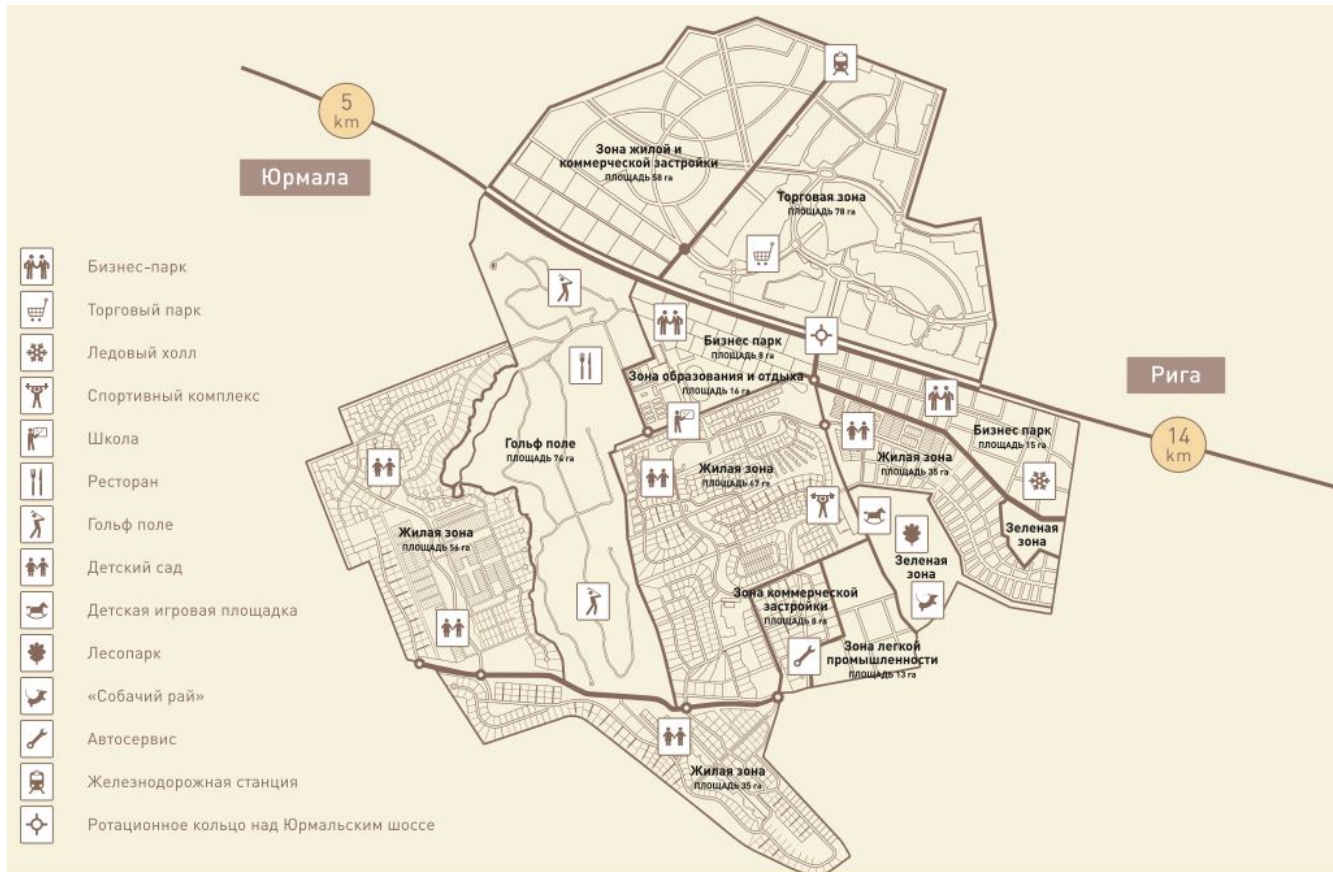 5
km
Юрмала
Зона жилой и
коммерческой застройки
ПЛОЩАДЬ 58 га
Торговая зона
ПЛОЩАДЬ 78 га
Бизнес-парк
Торговый парк
Ледовый холл
Спортивный комплекс
Школа
Ресторан
Гольф поле
Детский сад
Детская игровая площадка
Лесопарк
«Собачий рай»
Автосервис
Железнодорожная станция
Ротационное кольцо над Юрмальским шоссе
Бизнес парк
ПЛОЩАДЬ 8 га
Зона образования и отдыха
ПЛОЩАДЬ 16 га
Рига
14
km
Бизнес парк
ПЛОЩАДЬ 15 га
Гольф поле
ПЛОЩАДЬ 74 га
Жилая зона
ПЛОЩАДЬ 67 га
Жилая зона
ПЛОЩАДЬ 35 га
Жилая зона
ПЛОЩАДЬ 56 га
Зеленая
зона
Зеленая
зона
Зона коммерческой
застройки
ПЛОЩАДЬ 8 га
Зона легкой
промышленности
ПЛОЩАДЬ 13 га
Жилая зона
ПЛОЩАДЬ 35 га